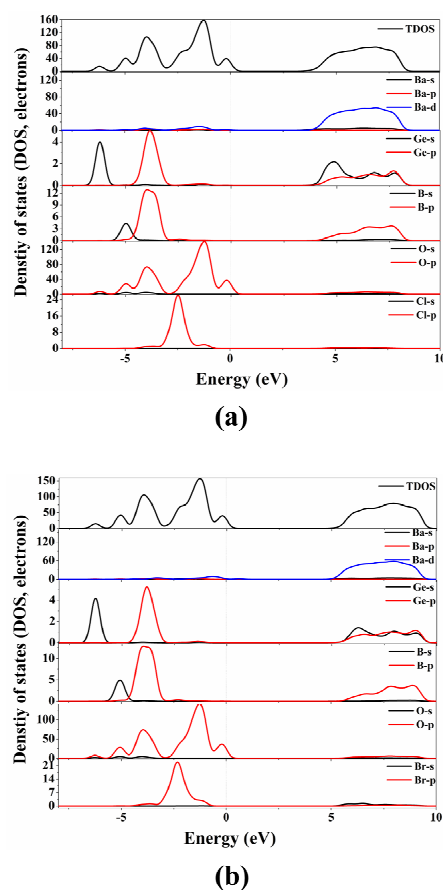 160
120
80
40
0
TDOS
120
80
40
0
Ba-s
Ba-p
Ba-d
4
2
0
Ge-s
Ge-p
12
9
6
3
0
B-s
B-p
120
80
40
0
O-s
O-p
24
16
8
0
Cl-s
Cl-p
-5
0
5
10
Denstiy of states (DOS, electrons)
Energy (eV)
(a)
150
100
50
0
TDOS
120
60
0
Ba-s
Ba-p
Ba-d
4
2
0
Ge-s
Ge-p
10
5
0
B-s
B-p
100
50
0
O-s
O-p
21
14
7
0
Br-s
Br-p
-5
0
5
10
Denstiy of states (DOS, electrons)
Energy (eV)
(b)